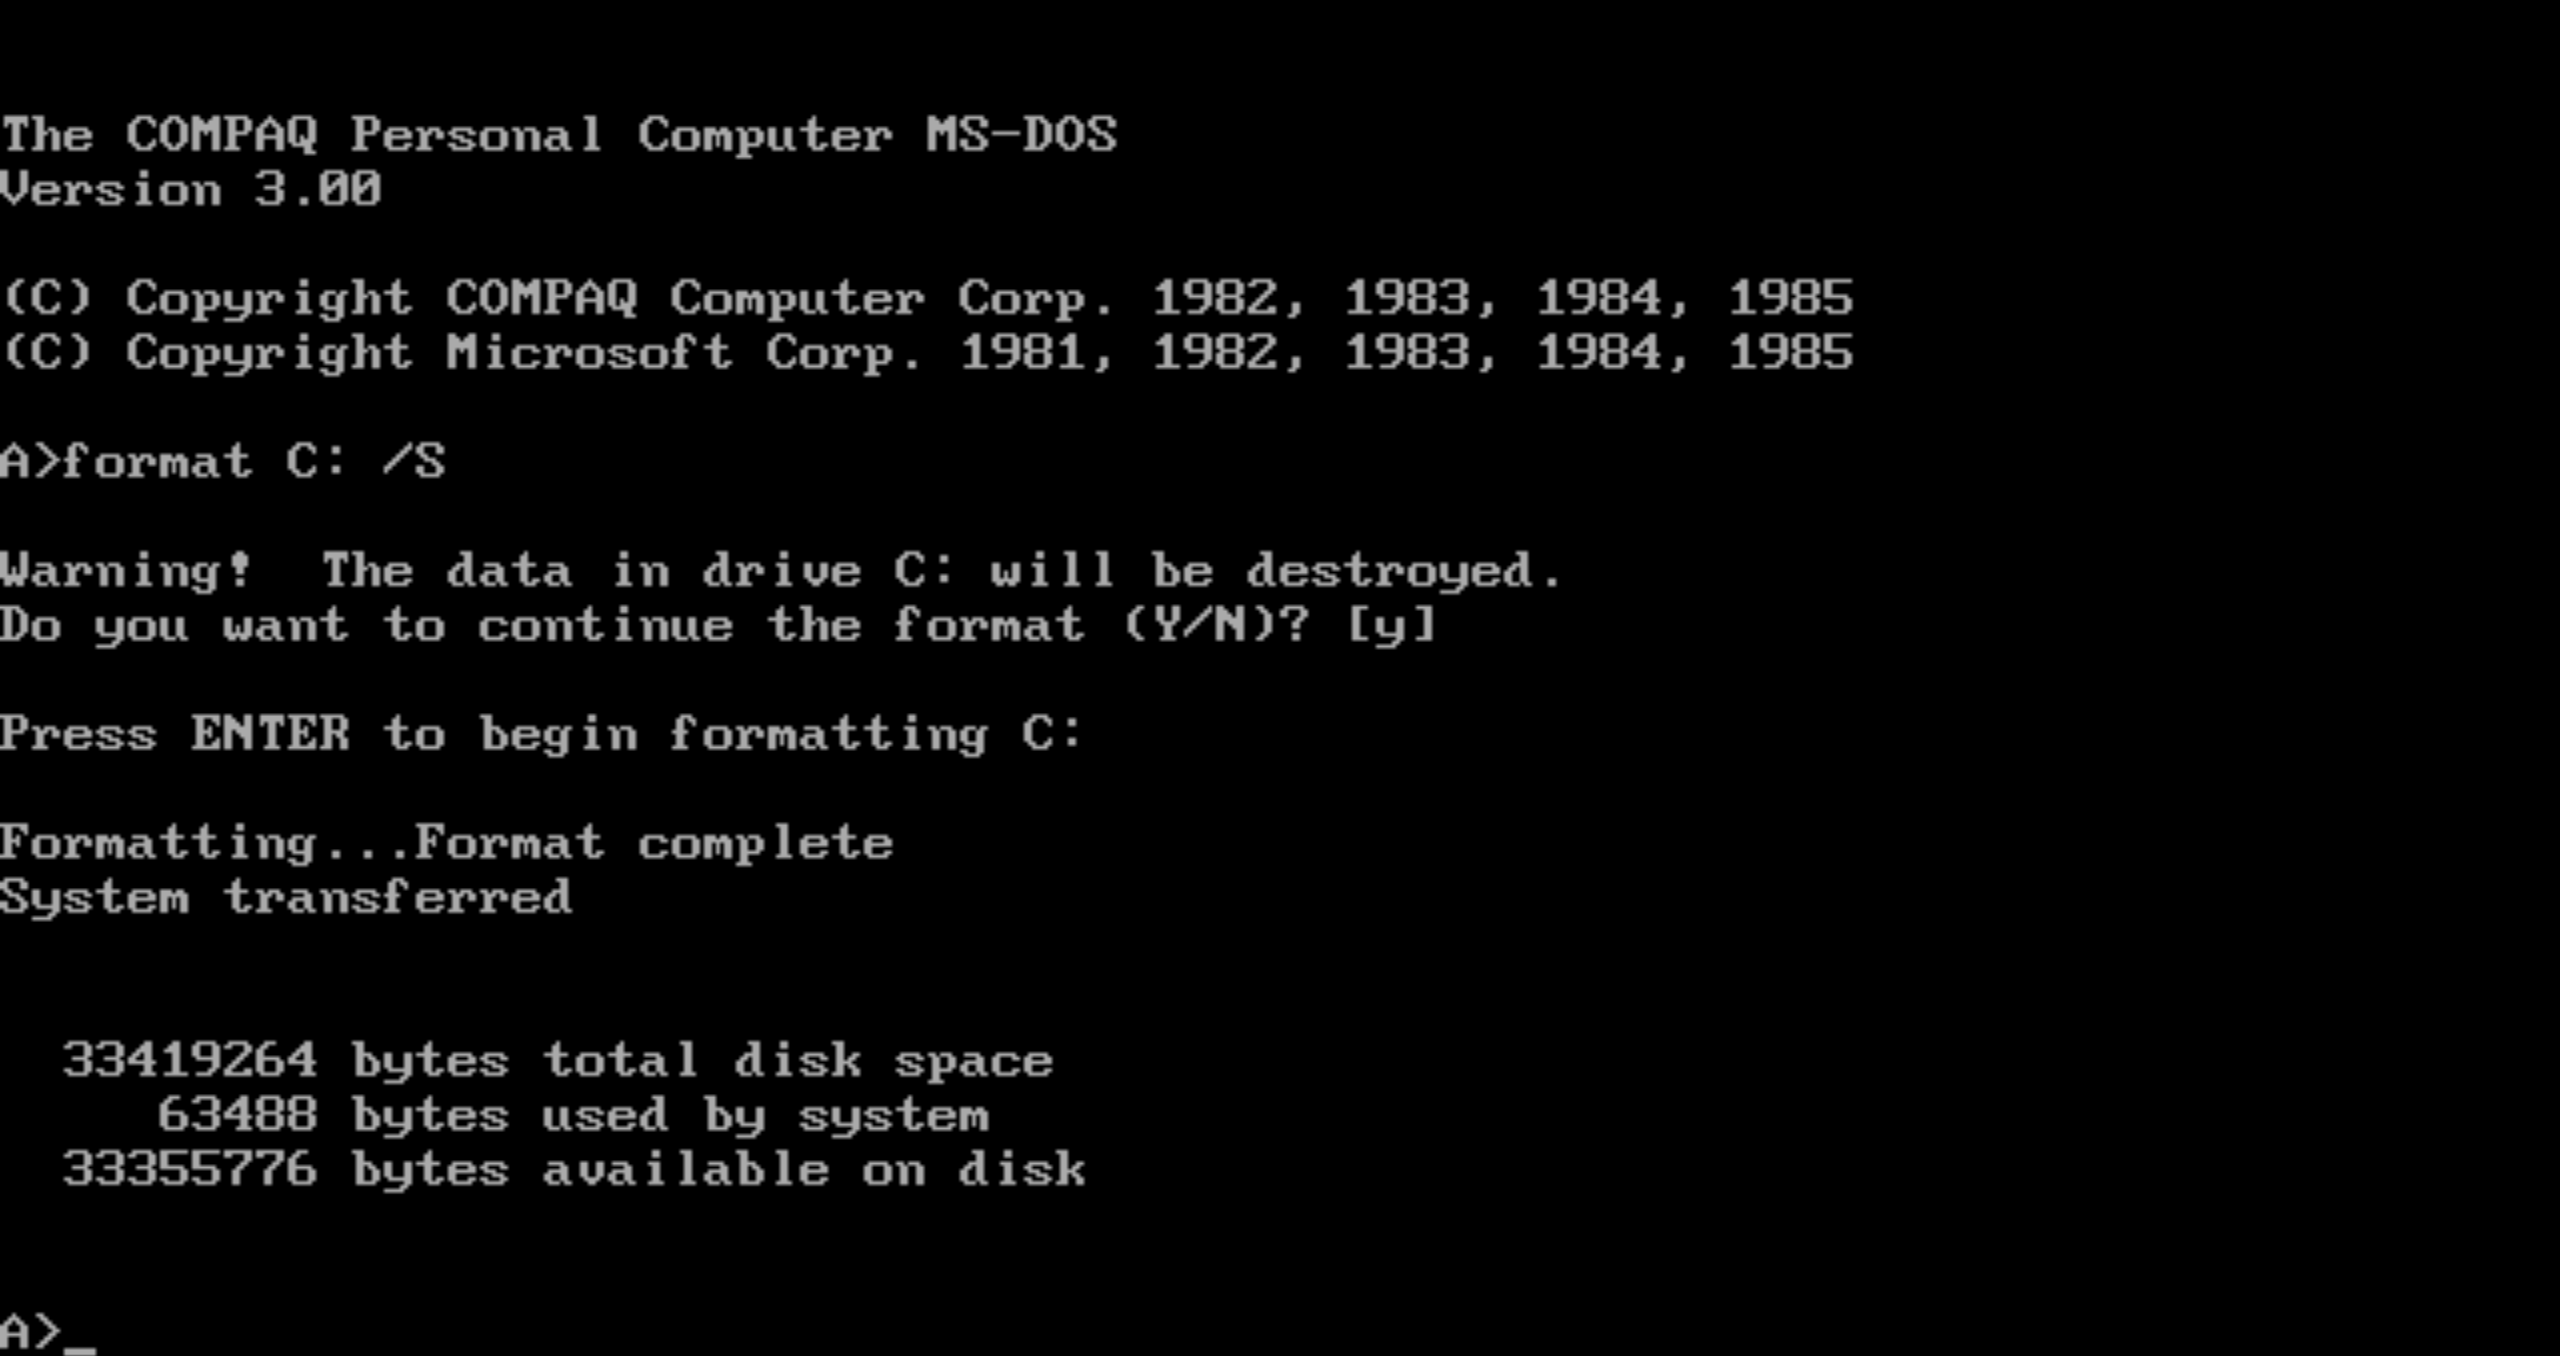 The COMPAQ Personal Computer MS-DOS
Version 3.00
(C) Copyright COMPAQ Computer Corp. 1982, 1983, 1984, 1985
(C) Copyright Microsoft Corp. 1981, 1982, 1983, 1984, 1985
A>format C: /S
Warning!  The data in drive C: will be destroyed.
Do you want to continue the format (Y/N)? [y]
Press ENTER to begin formatting C:
Formatting...Format complete
System transferred
33419264 bytes total disk space
63488 bytes used by system
33355776 bytes available on disk
A>_